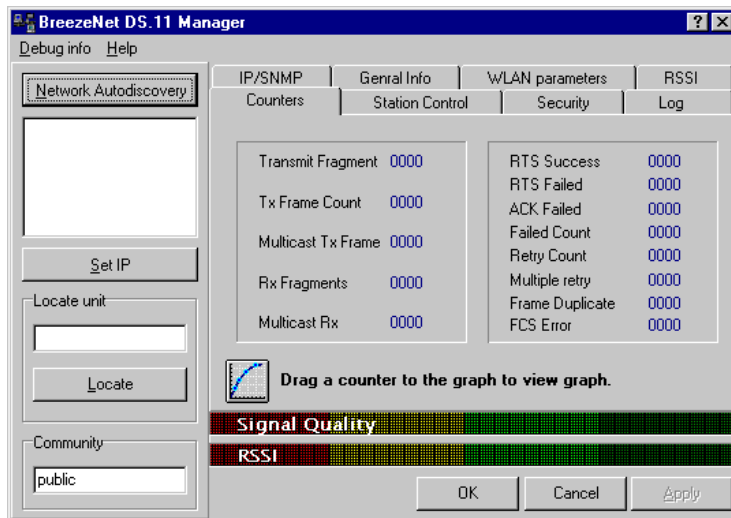 BreezeNet DS.11 Manager
Debug info Help
Network Autodiscovery
Set IP
Locate unit
Locate
Community
public
IP/SNMP Genral Info WLAN parameters RSSI
Counters Station Control Security Log
Transmit Fragment 0000
Tx Frame Count 0000
Multicast Tx Frame 0000
Rx Fragments 0000
Multicast Rx 0000
RTS Success 0000
RTS Failed 0000
ACK Failed 0000
Failed Count 0000
Retry Count 0000
Multiple retry 0000
Frame Duplicate 0000
FCS Error 0000
Drag a counter to the graph to view graph.
Signal Quality
RSSI
OK Cancel Apply